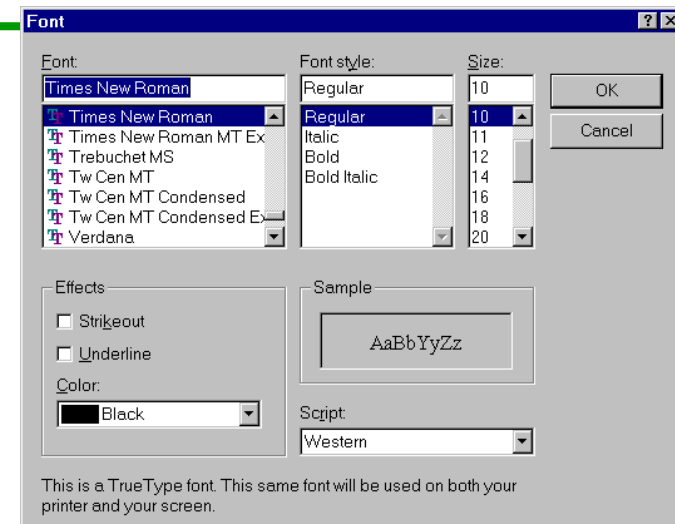 Font
Font: Font style: Size:
Times New Roman Regular 10 OK
Times New Roman Regular 10 Cancel
Times New Roman MT Ex Italic 11
Trebuchet MS Bold 12
Tw Cen MT Bold Italic 14
Tw Cen MT Condensed 16
Tw Cen MT Condensed Ex 18
Verdana 20
Effects Sample
Strikeout
Underline AaBbYyZz
Color:
Black Script:
Western
This is a TrueType font. This same font will be used on both your
printer and your screen.